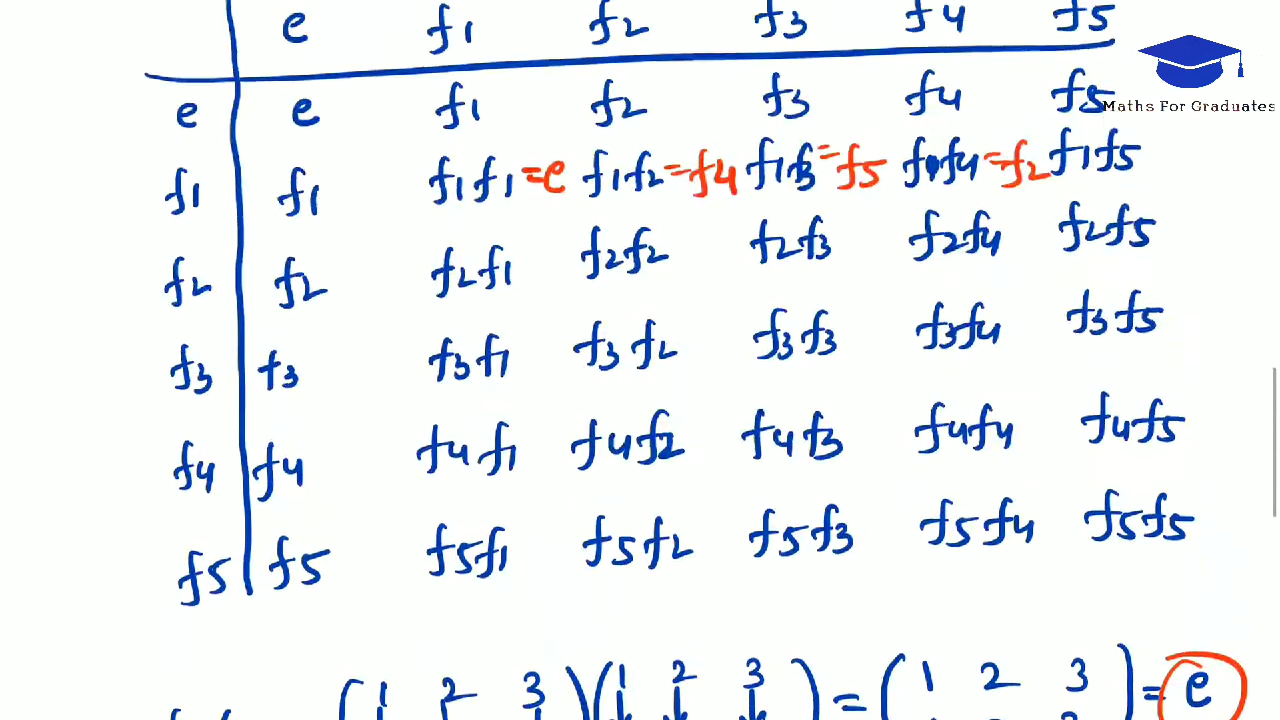 e f1 f2 f3 f4 f5
Maths For Graduates
e e f1 f2 f3 f4 f5
f1 f1 f1f1=e f1f2=f4 f1f3=f5 f1f4=f2 f1f5
f2 f2 f2f1 f2f2 f2f3 f2f4 f2f5
f3 f3 f3f1 f3f2 f3f3 f3f4 f3f5
f4 f4 f4f1 f4f2 f4f3 f4f4 f4f5
f5 f5 f5f1 f5f2 f5f3 f5f4 f5f5
(1 2 3)(1 2 3) = (1 2 3) = e